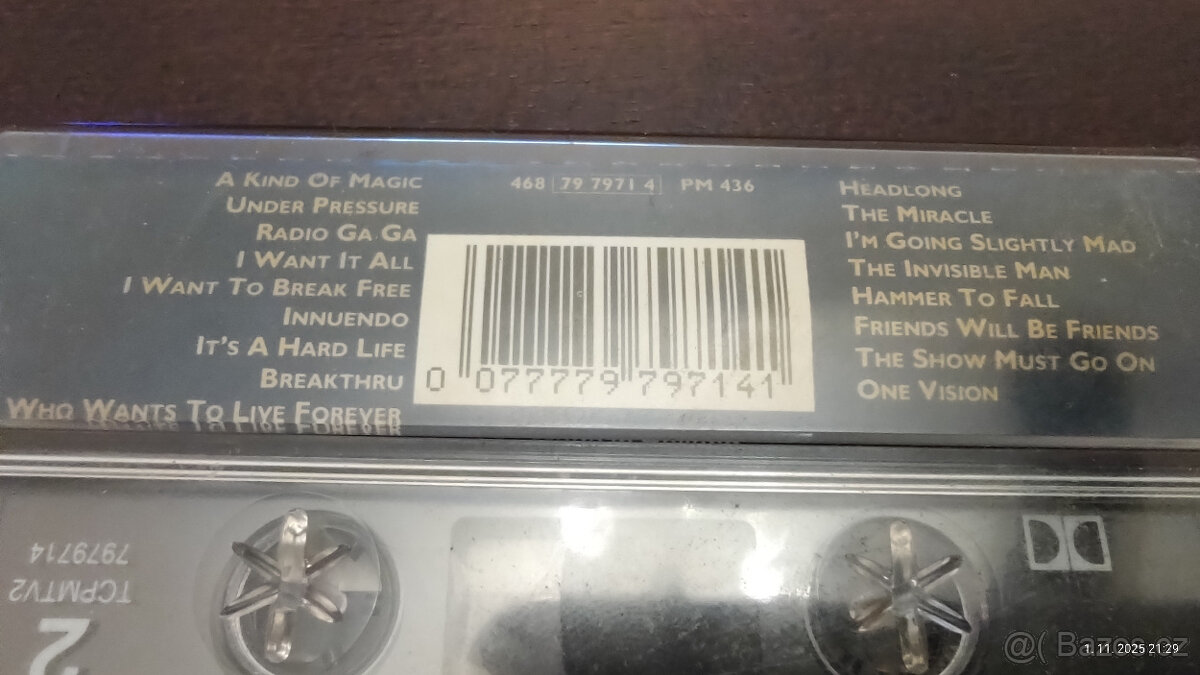 A KIND OF MAGIC
UNDER PRESSURE
RADIO GA GA
I WANT IT ALL
I WANT TO BREAK FREE
INNUENDO
IT'S A HARD LIFE
BREAKTHRU
WHO WANTS TO LIVE FOREVER
468 79 7971 4 PM 436
0 077779 797141
HEADLONG
THE MIRACLE
I'M GOING SLIGHTLY MAD
THE INVISIBLE MAN
HAMMER TO FALL
FRIENDS WILL BE FRIENDS
THE SHOW MUST GO ON
ONE VISION
7979714
TCPMTV2
2
@( Bazos.cz
1. 11. 2025 21:29